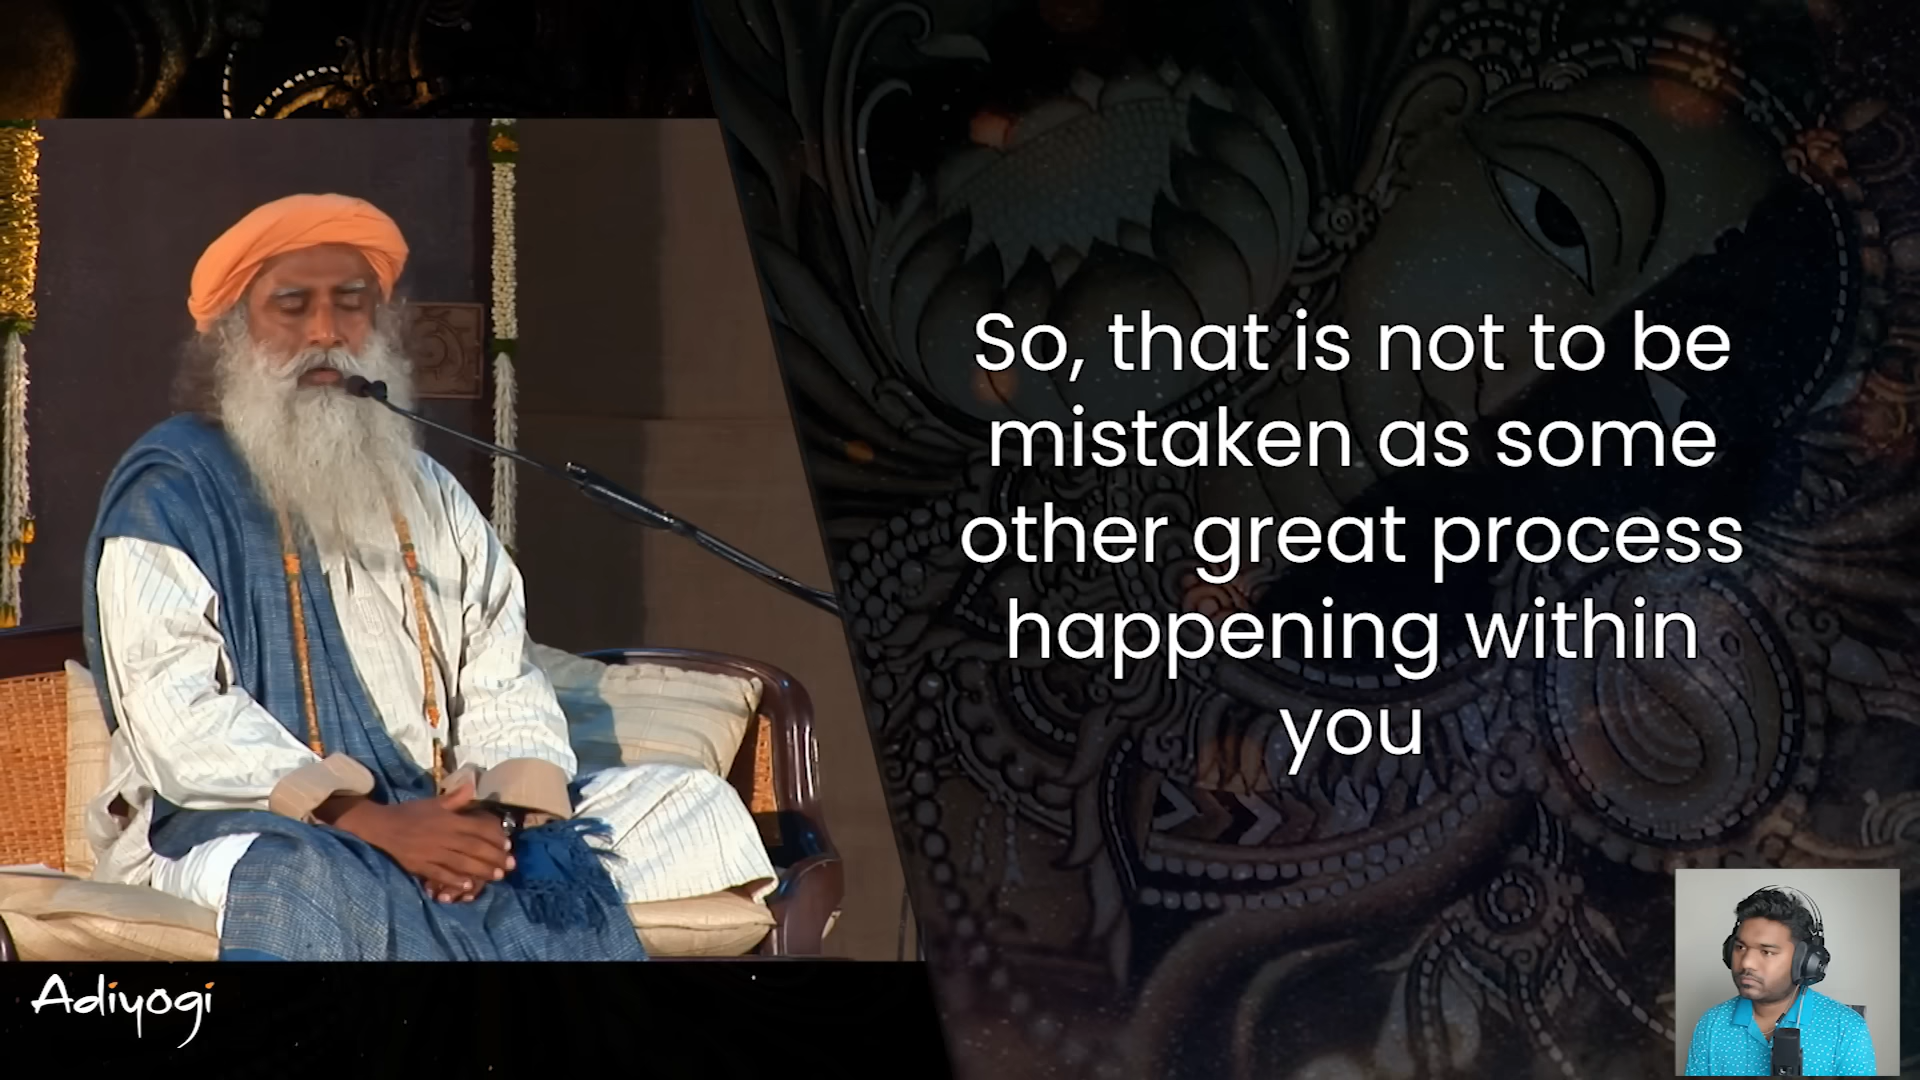 So, that is not to be
mistaken as some
other great process
happening within
you
Adiyogi